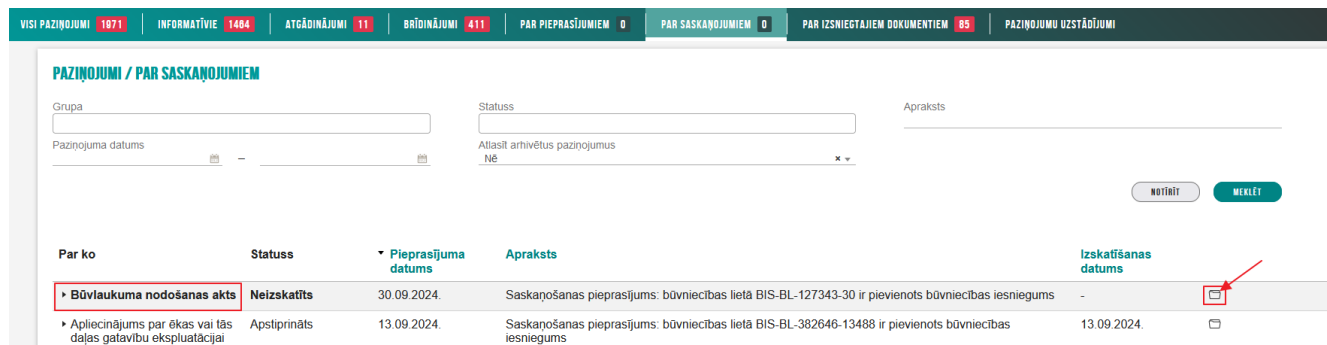 VISI PAZIŅOJUMI 1971 INFORMATĪVIE 1464 ATGĀDINĀJUMI 11 BRĪDINĀJUMI 411 PAR PIEPRASĪJUMIEM 0 PAR SASKAŅOJUMIEM 0 PAR IZSNIEGTAJIEM DOKUMENTIEM 85 PAZIŅOJUMU UZSTĀDĪJUMI
PAZIŅOJUMI / PAR SASKAŅOJUMIEM
Grupa Statuss Apraksts
Paziņojuma datums Atlasīt arhivētus paziņojumus
– Nē ×
NOTĪRĪT MEKLĒT
Par ko Statuss Pieprasījuma datums Apraksts Izskatīšanas datums
Būvlaukuma nodošanas akts Neizskatīts 30.09.2024. Saskaņošanas pieprasījums: būvniecības lietā BIS-BL-127343-30 ir pievienots būvniecības iesniegums -
Apliecinājums par ēkas vai tās daļas gatavību ekspluatācijai Apstiprināts 13.09.2024. Saskaņošanas pieprasījums: būvniecības lietā BIS-BL-382646-13488 ir pievienots būvniecības iesniegums 13.09.2024.